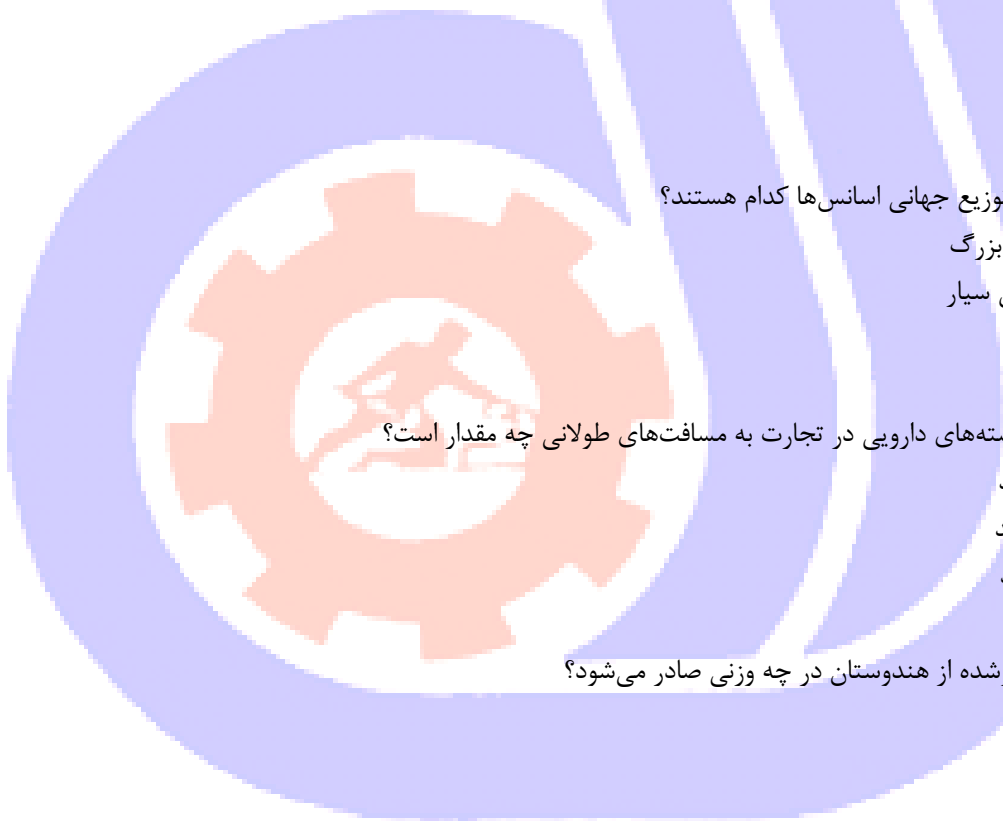 وزیع جهانی اسانس‌ها کدام هستند؟
بزرگ
سیار
سته‌های دارویی در تجارت به مسافت‌های طولانی چه مقدار است؟
د
د
د
رشده از هندوستان در چه وزنی صادر می‌شود؟